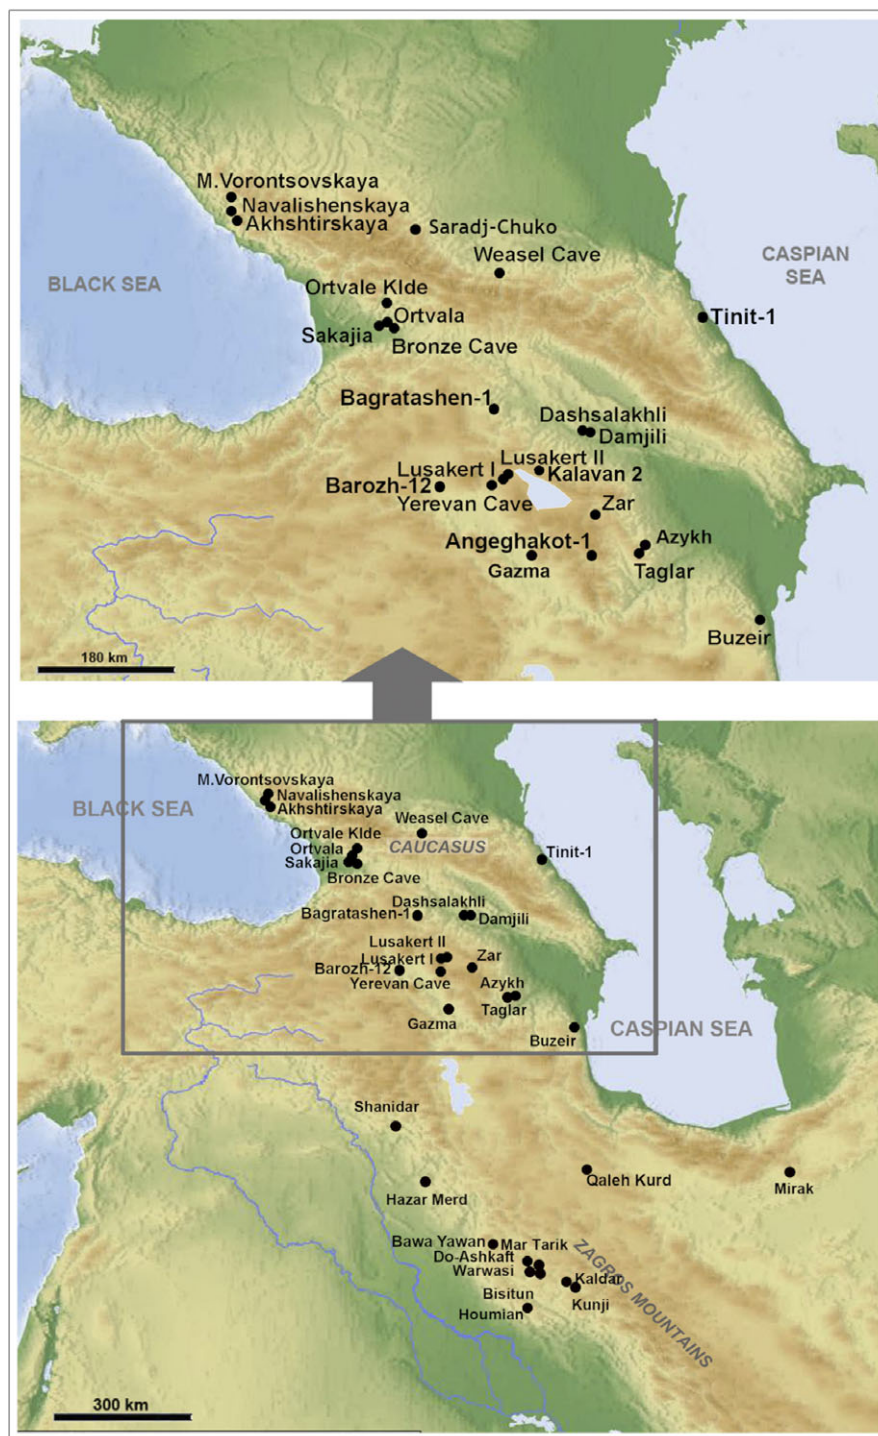 M.Vorontsovskaya
Navalishenskaya
Akhshtirskaya
Saradj-Chuko
Weasel Cave
CASPIAN
SEA
BLACK SEA
Ortvale Klde
Ortvala
Tinit-1
Sakajia
Bronze Cave
Bagratashen-1
Dashsalakhli
Damjili
Lusakert II
Lusakert I
Kalavan 2
Barozh-12
Yerevan Cave
Zar
Angeghakot-1
Azykh
Gazma
Taglar
Buzeir
180 km
M.Vorontsovskaya
Navalishenskaya
BLACK SEA
Akhshtirskaya
Weasel Cave
Ortvale Klde
CAUCASUS
Ortvala
Tinit-1
Sakajia
Bronze Cave
Dashsalakhli
Bagratashen-1
Damjili
Lusakert II
Lusakert I
Zar
Barozh-12
Yerevan Cave
Azykh
Taglar
Gazma
CASPIAN SEA
Buzeir
Shanidar
Qaleh Kurd
Mirak
Hazar Merd
Bawa Yawan
Mar Tarik
Do-Ashkaft
Warwasi
ZAGROS MOUNTAINS
Kaldar
Bisitun
Kunji
Houmian
300 km